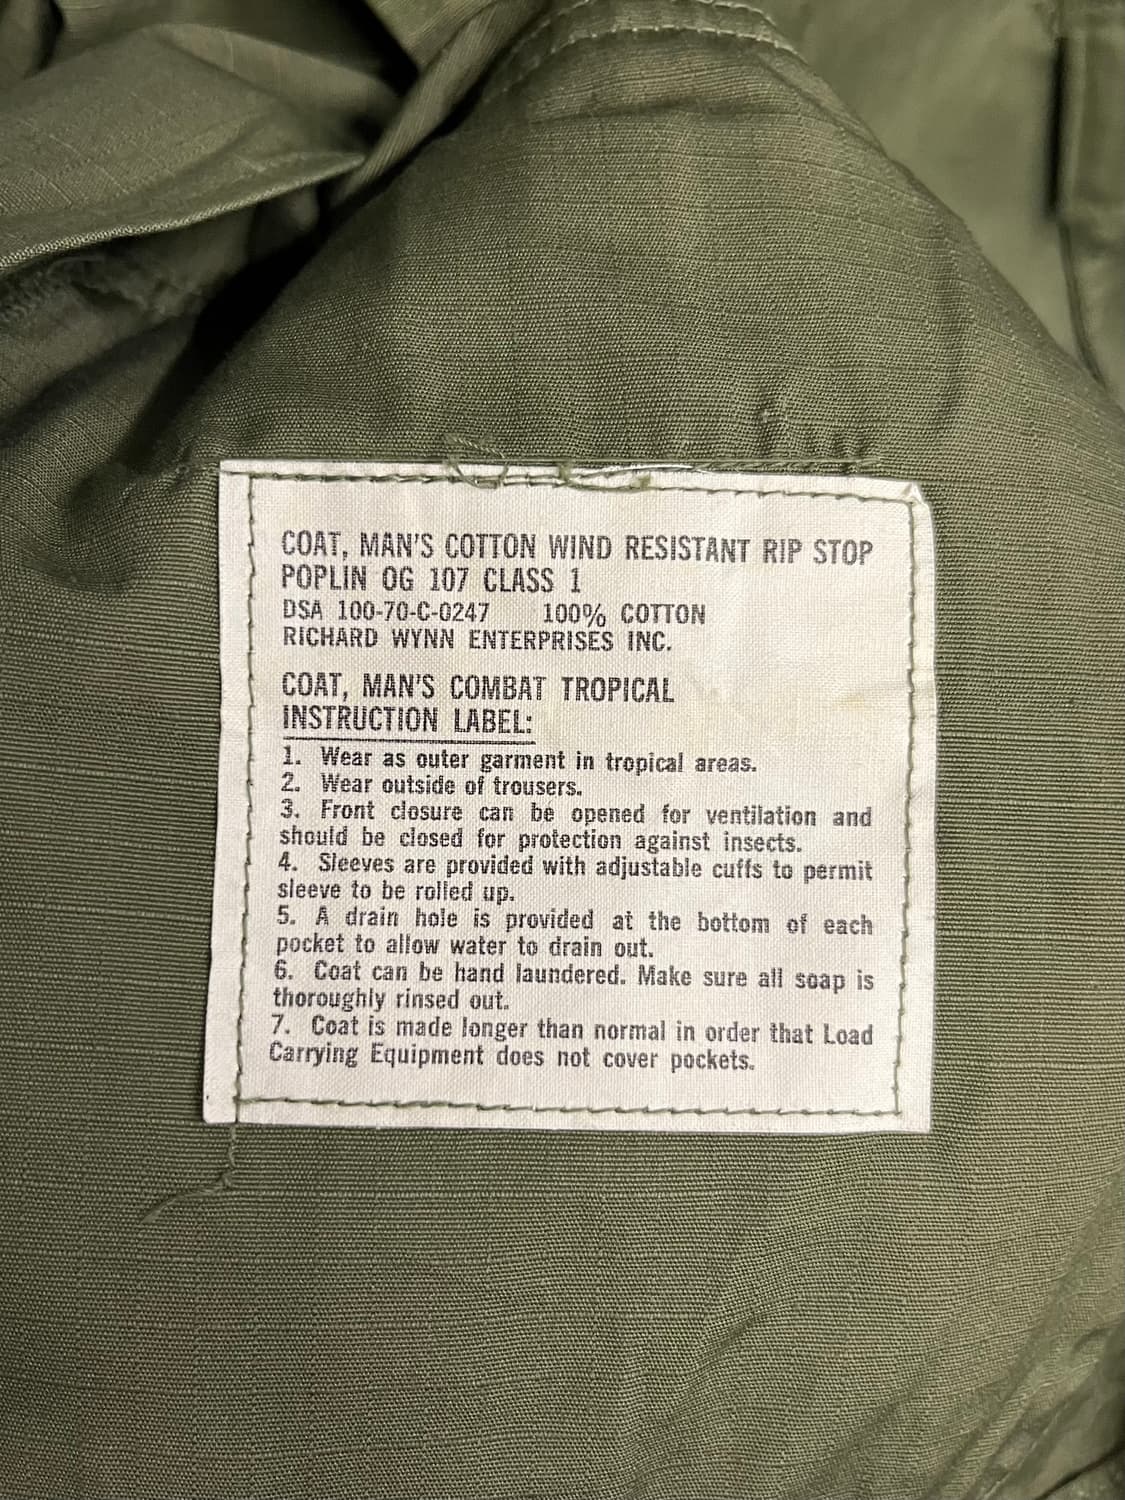 COAT, MAN'S COTTON WIND RESISTANT RIP STOP
POPLIN OG 107 CLASS 1
DSA 100-70-C-0247 100% COTTON
RICHARD WYNN ENTERPRISES INC.
COAT, MAN'S COMBAT TROPICAL
INSTRUCTION LABEL:
1. Wear as outer garment in tropical areas.
2. Wear outside of trousers.
3. Front closure can be opened for ventilation and
should be closed for protection against insects.
4. Sleeves are provided with adjustable cuffs to permit
sleeve to be rolled up.
5. A drain hole is provided at the bottom of each
pocket to allow water to drain out.
6. Coat can be hand laundered. Make sure all soap is
thoroughly rinsed out.
7. Coat is made longer than normal in order that Load
Carrying Equipment does not cover pockets.